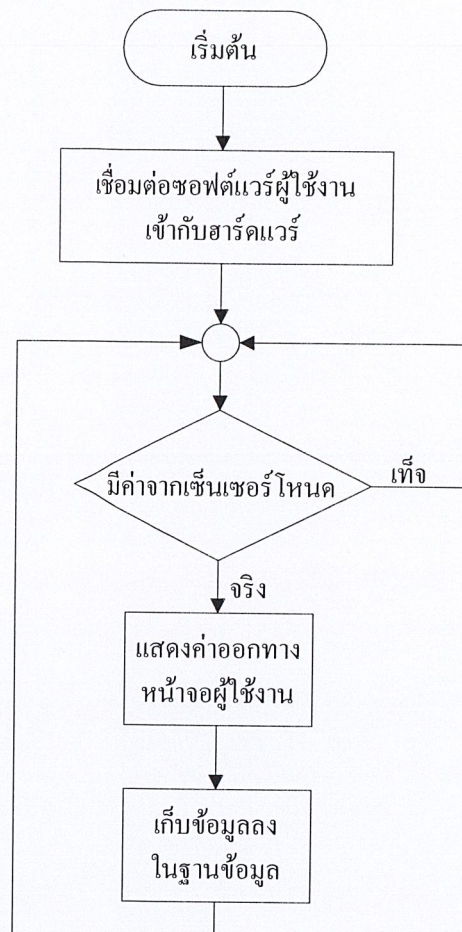 เริ่มต้น
เชื่อมต่อซอฟต์แวร์ผู้ใช้งาน
เข้ากับฮาร์ดแวร์
มีค่าจากเซ็นเซอร์โหนด
เท็จ
จริง
แสดงค่าออกทาง
หน้าจอผู้ใช้งาน
เก็บข้อมูลลง
ในฐานข้อมูล